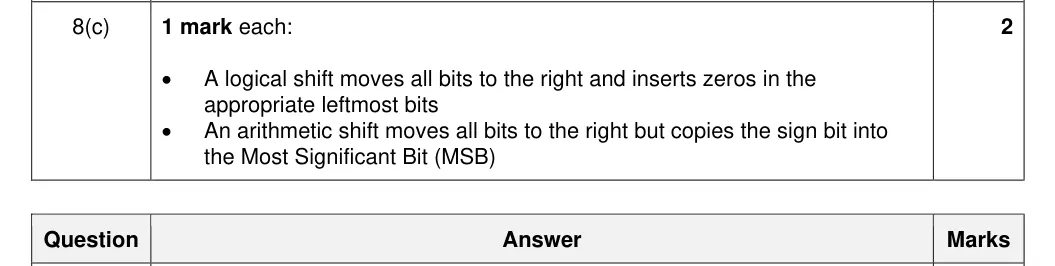 8(c) 1 mark each: 2
• A logical shift moves all bits to the right and inserts zeros in the
appropriate leftmost bits
• An arithmetic shift moves all bits to the right but copies the sign bit into
the Most Significant Bit (MSB)
Question Answer Marks